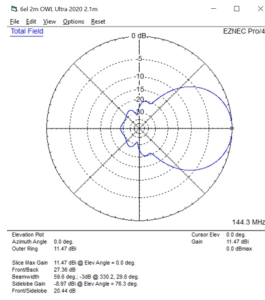 6el 2m OWL Ultra 2020 2.1m
File Edit View Options Reset
Total Field
EZNEC Pro/4
0 dB
-5
-10
-15
-20
-30
144.3 MHz
Elevation Plot
Azimuth Angle 0.0 deg.
Outer Ring 11.47 dBi
Cursor Elev 0.0 deg.
Gain 11.47 dBi
0.0 dBmax
Slice Max Gain 11.47 dBi @ Elev Angle = 0.0 deg.
Front/Back 27.36 dB
Beamwidth 59.6 deg.; -3dB @ 330.2, 29.8 deg.
Sidelobe Gain -8.97 dBi @ Elev Angle = 76.3 deg.
Front/Sidelobe 20.44 dB